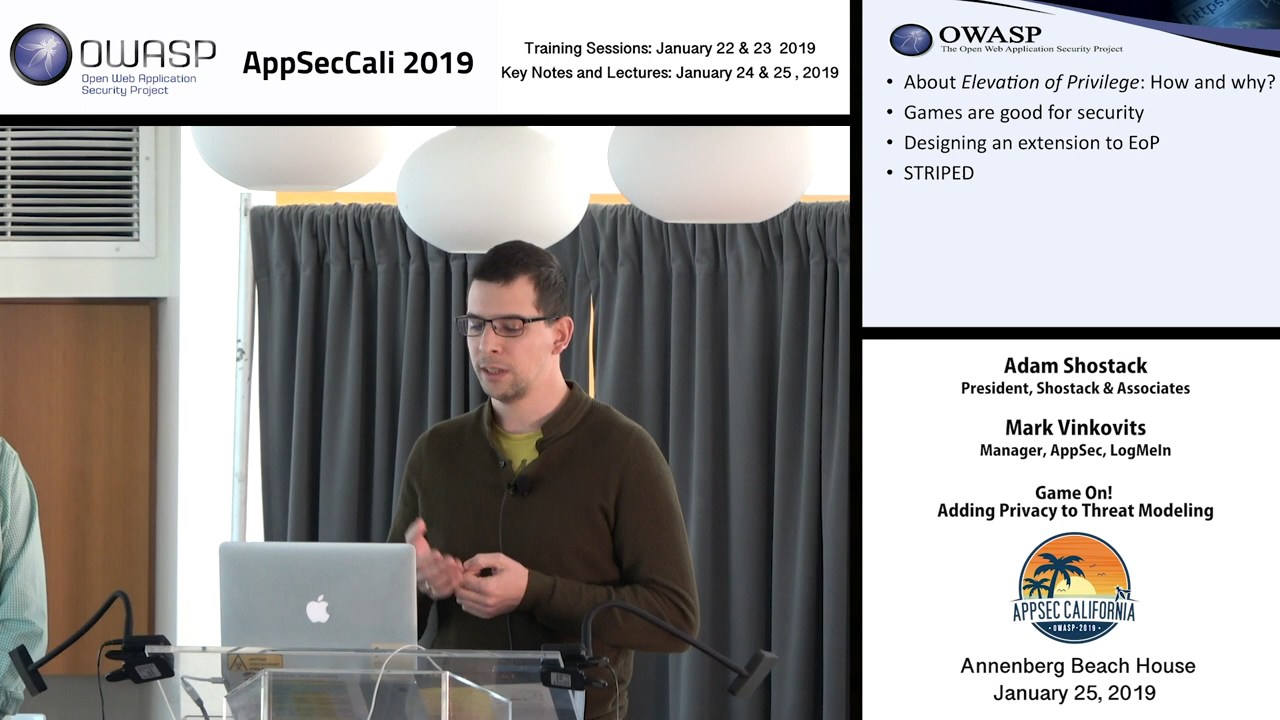 OWASP
Open Web Application
Security Project
AppSecCali 2019
Training Sessions: January 22 & 23 2019
Key Notes and Lectures: January 24 & 25 , 2019
OWASP
The Open Web Application Security Project
• About Elevation of Privilege: How and why?
• Games are good for security
• Designing an extension to EoP
• STRIPED
Adam Shostack
President, Shostack & Associates
Mark Vinkovits
Manager, AppSec, LogMeIn
Game On!
Adding Privacy to Threat Modeling
APPSEC CALIFORNIA
• OWASP-2019 •
Annenberg Beach House
January 25, 2019